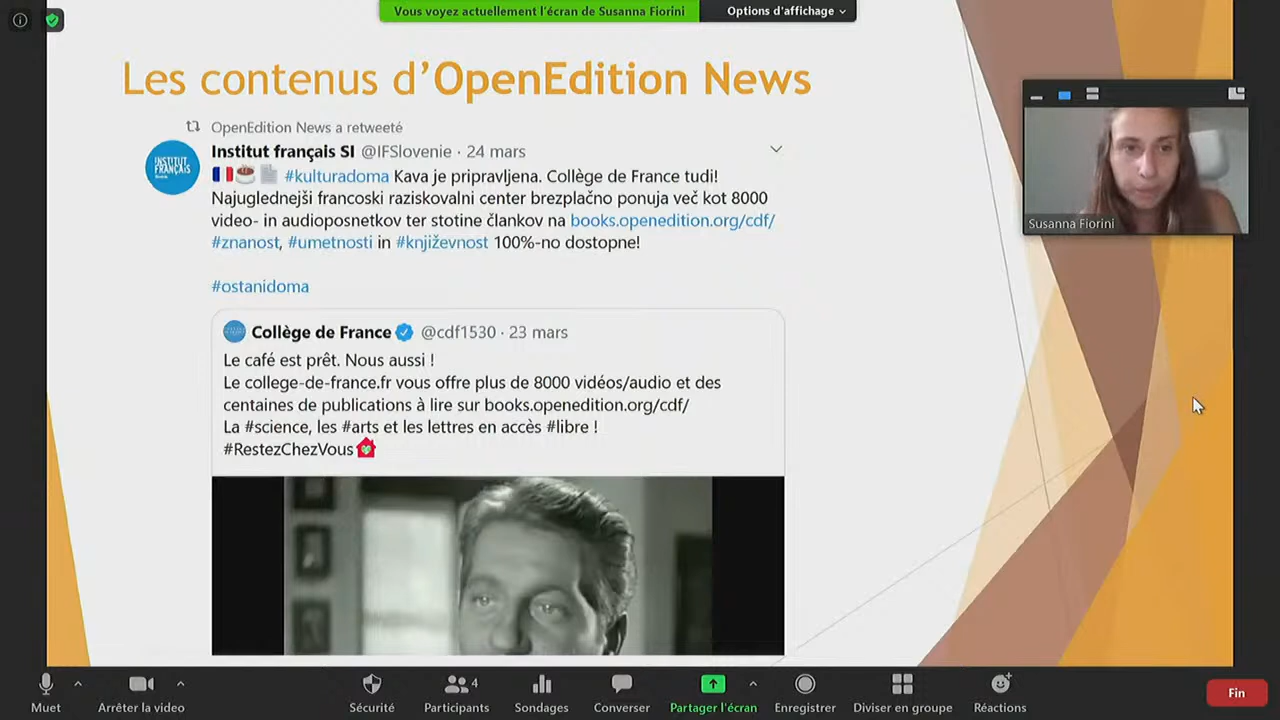 Vous voyez actuellement l'écran de Susanna Fiorini
Options d'affichage
Les contenus d'OpenEdition News
OpenEdition News a retweeté
INSTITUT FRANÇAIS
Institut français SI @IFSlovenie · 24 mars
#kulturadoma Kava je pripravljena. Collège de France tudi!
Najuglednejši francoski raziskovalni center brezplačno ponuja več kot 8000
video- in audioposnetkov ter stotine člankov na books.openedition.org/cdf/
#znanost, #umetnosti in #književnost 100%-no dostopne!
#ostanidoma
Collège de France @cdf1530 · 23 mars
Le café est prêt. Nous aussi !
Le college-de-france.fr vous offre plus de 8000 vidéos/audio et des
centaines de publications à lire sur books.openedition.org/cdf/
La #science, les #arts et les lettres en accès #libre !
#RestezChezVous
Susanna Fiorini
Muet
Arrêter la video
Sécurité
4
Participants
Sondages
Converser
Partager l'écran
Enregistrer
Diviser en groupe
Réactions
Fin